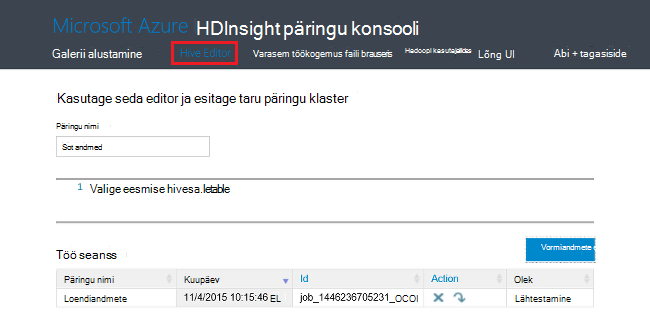 Microsoft Azure HDInsight päringu konsooli
Galerii alustamine Hive Editor Varasem töökogemus faili brauseris Hadoopi kasutajaliides Lõng UI Abi + tagasiside
Kasutage seda editor ja esitage taru päringu klaster
Päringu nimi
Sot andmed
1 Valige eesmise hivesa.letable
Vormiandmete
Töö seanss
Päringu nimi Kuupäev Id Action Olek
Loendiandmete 11/4/2015 10:15:46 EL job_1446236705231_OCOI Lähtestamine